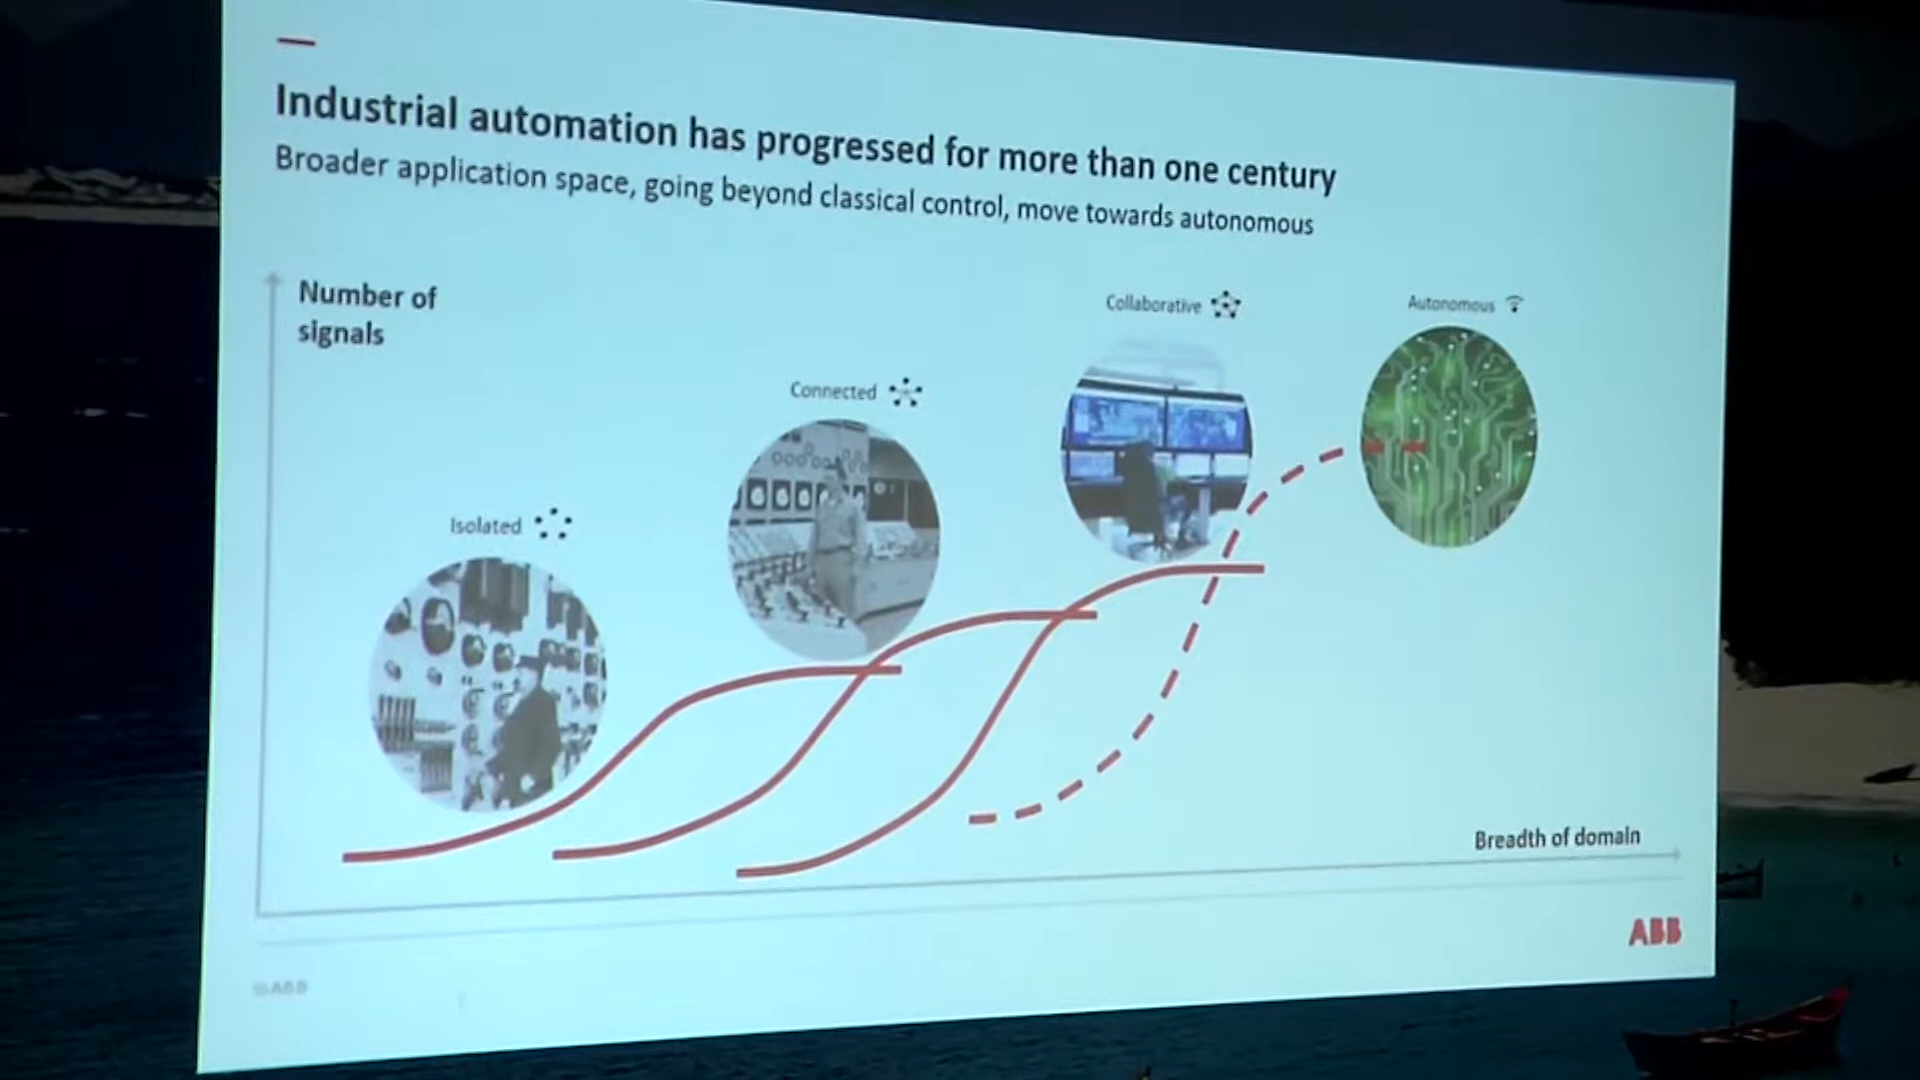 Industrial automation has progressed for more than one century
Broader application space, going beyond classical control, move towards autonomous
Number of
signals
Isolated
Connected
Collaborative
Autonomous
Breadth of domain
ABB
©ABB